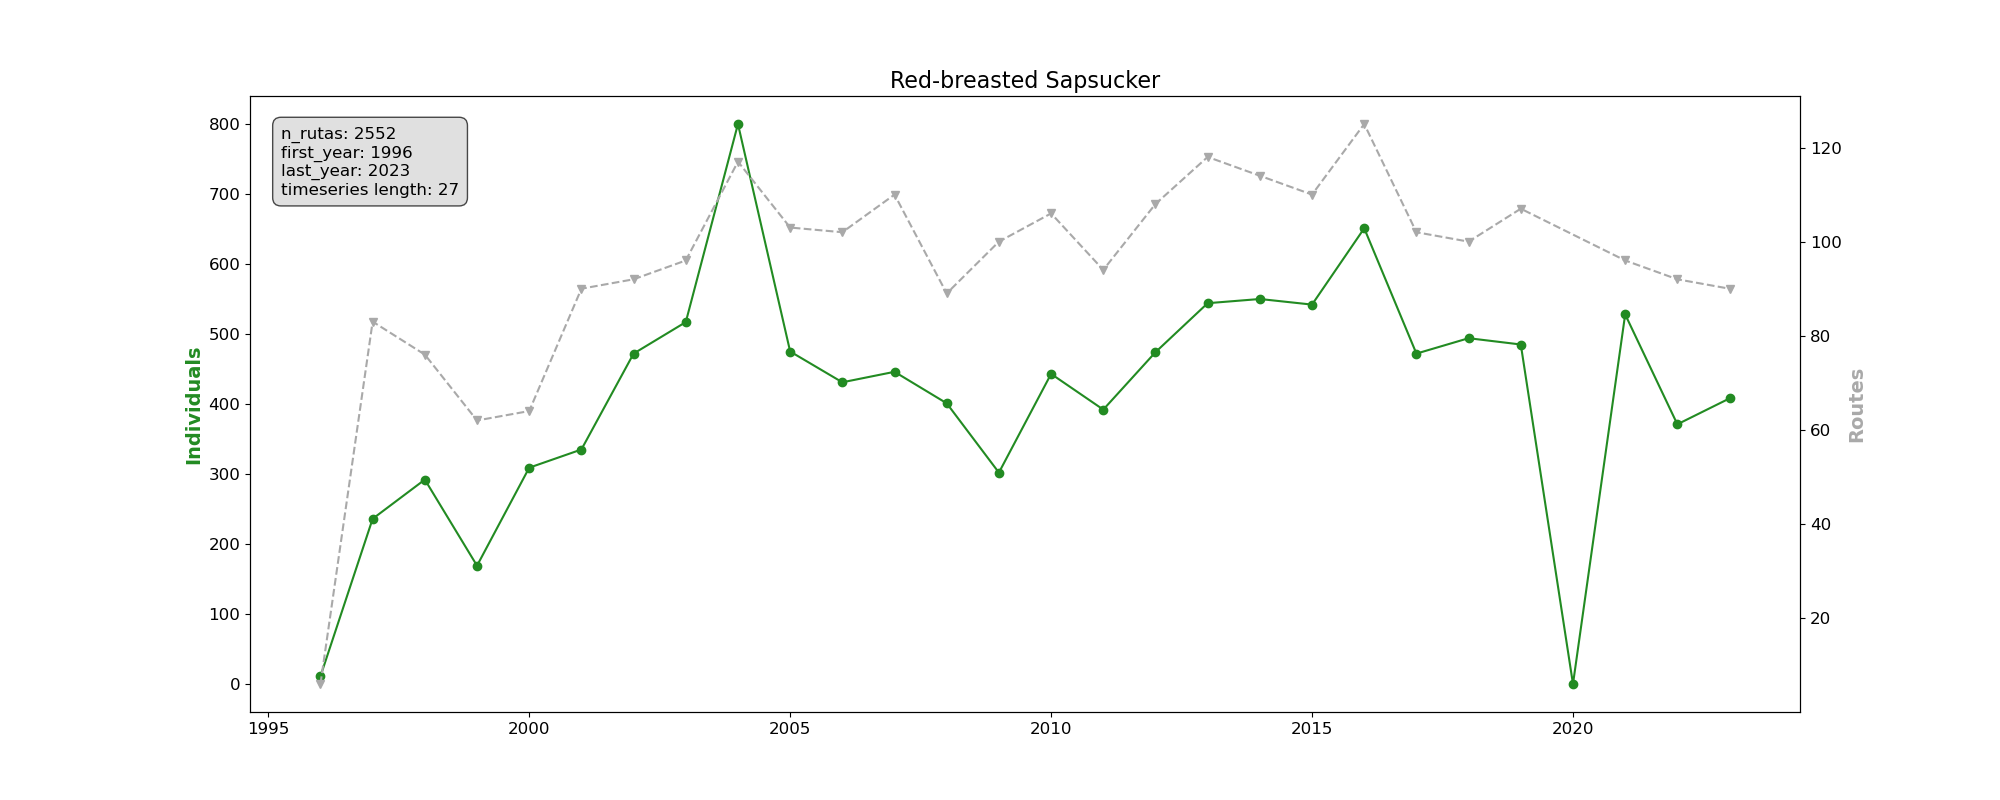 Red-breasted Sapsucker
n_rutas: 2552
first_year: 1996
last_year: 2023
timeseries length: 27
Individuals
800
700
600
500
400
300
200
100
0
120
100
80
60
40
20
Routes
1995 2000 2005 2010 2015 2020